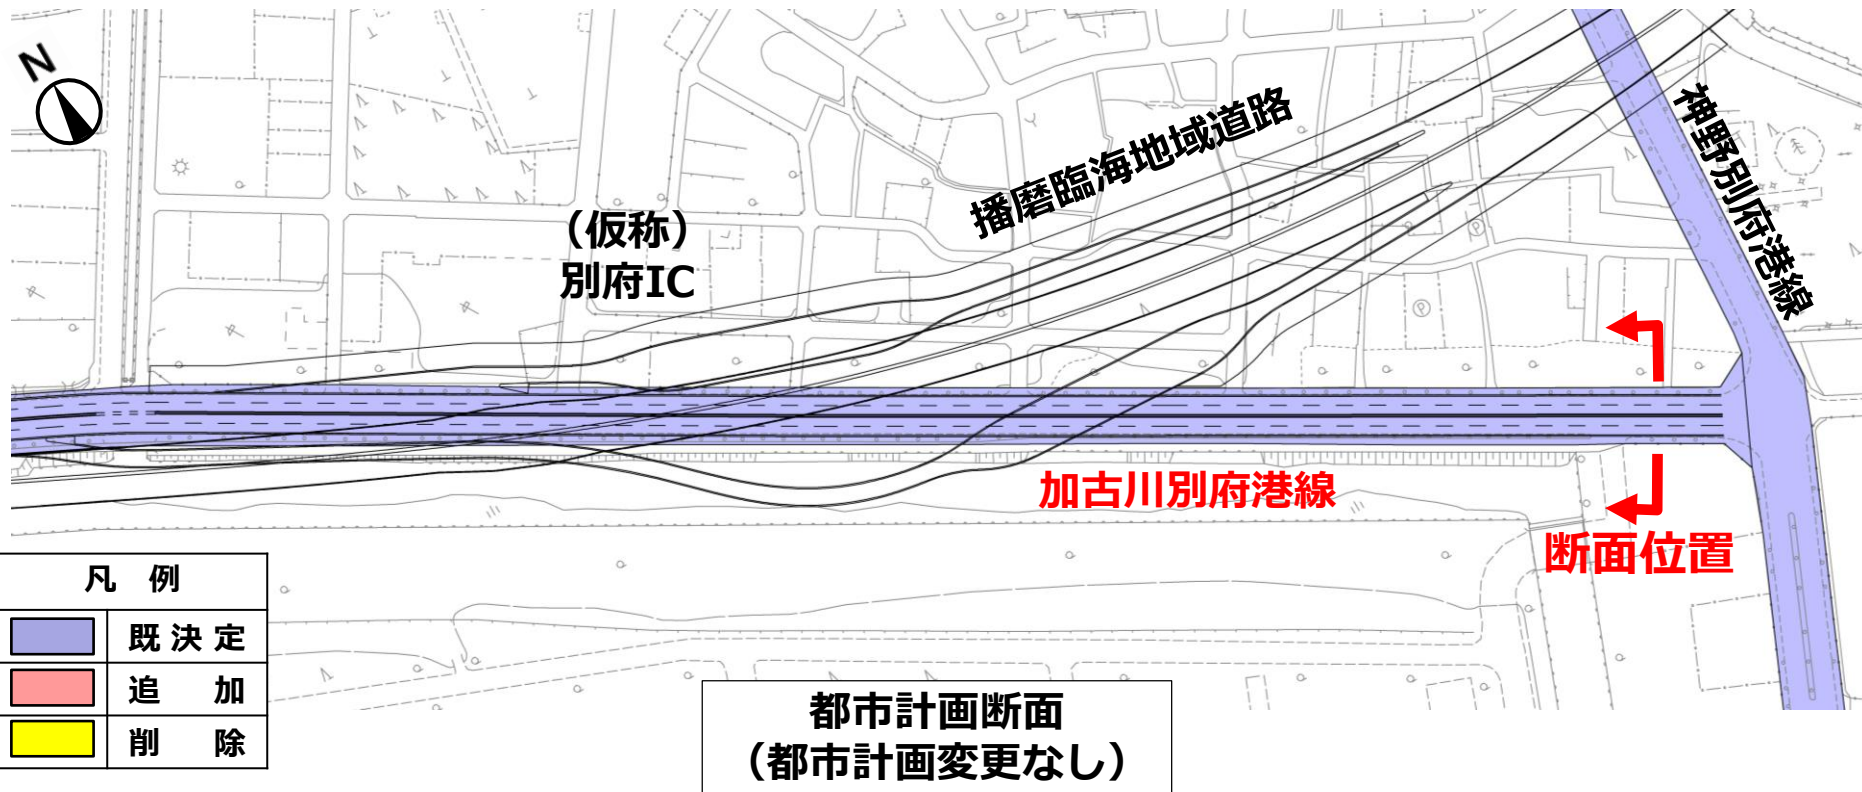 N
播磨臨海地域道路
神野別府港線
（仮称）
別府IC
加古川別府港線
断面位置
凡 例
既決定
追 加
削 除
都市計画断面
（都市計画変更なし）